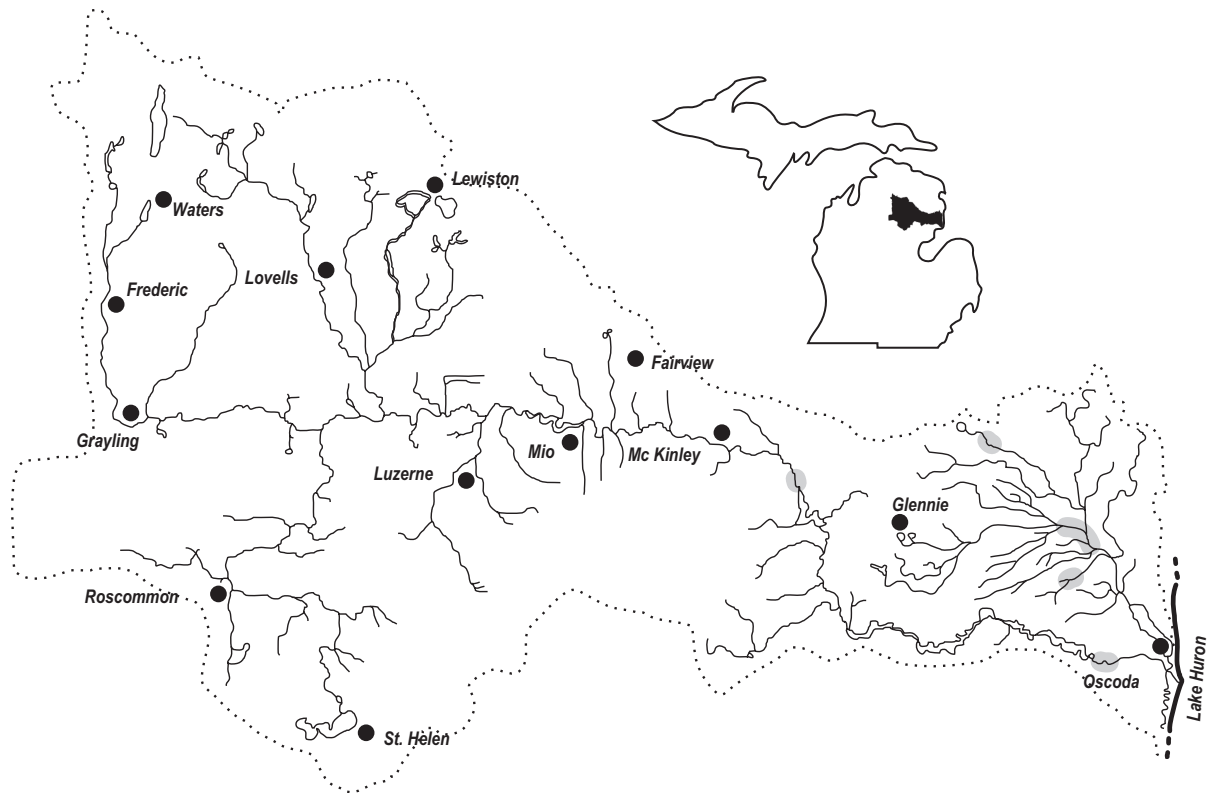 Lewiston
Waters
Lovells
Frederic
Fairview
Grayling
Mio
Mc Kinley
Luzerne
Glennie
Roscommon
Oscoda
Lake Huron
St. Helen